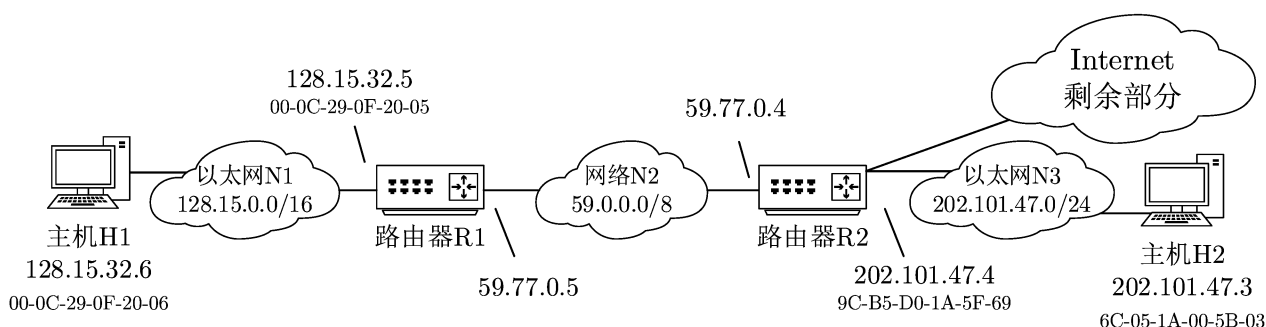 Internet
剩余部分
128.15.32.5
00-0C-29-0F-20-05
59.77.0.4
以太网N1
128.15.0.0/16
网络N2
59.0.0.0/8
以太网N3
202.101.47.0/24
主机H1
128.15.32.6
00-0C-29-0F-20-06
路由器R1
59.77.0.5
路由器R2
202.101.47.4
9C-B5-D0-1A-5F-69
主机H2
202.101.47.3
6C-05-1A-00-5B-03